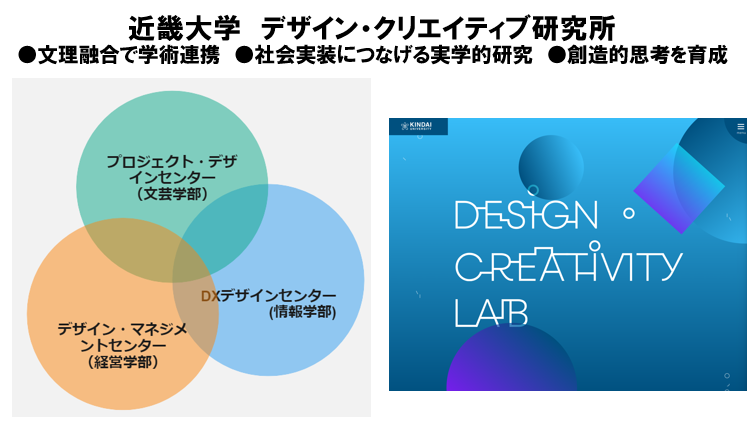 近畿大学 デザイン・クリエイティブ研究所
●文理融合で学術連携 ●社会実装につなげる実学的研究 ●創造的思考を育成
プロジェクト・デザ
インセンター
(文芸学部)
DXデザインセンター
(情報学部)
デザイン・マネジメ
ントセンター
(経営学部)
KINDAI
UNIVERSITY
DESIGN・
CREATIVITY
LAB